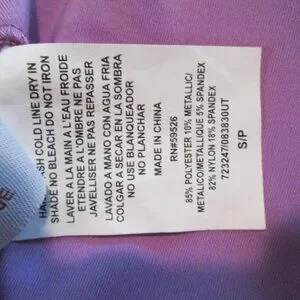 COLD LINE DRY IN
SHADE NO BLEACH DO NOT IRON
LAVER A LA MAIN A L'EAU FROIDE
ETENDRE A L'OMBRE NE PAS
JAVELLISER NE PAS REPASSER
LAVADO A MANO CON AGUA FRIA
COLGAR A SECAR EN LA SOMBRA
NO USE BLANQUEADOR
NO PLANCHAR
MADE IN CHINA
RN#59526
85% POLYESTER 10% METALLIC/
METALICO/METALIQUE 5% SPANDEX
82% NYLON 18% SPANDEX
723247083830UT
S/P